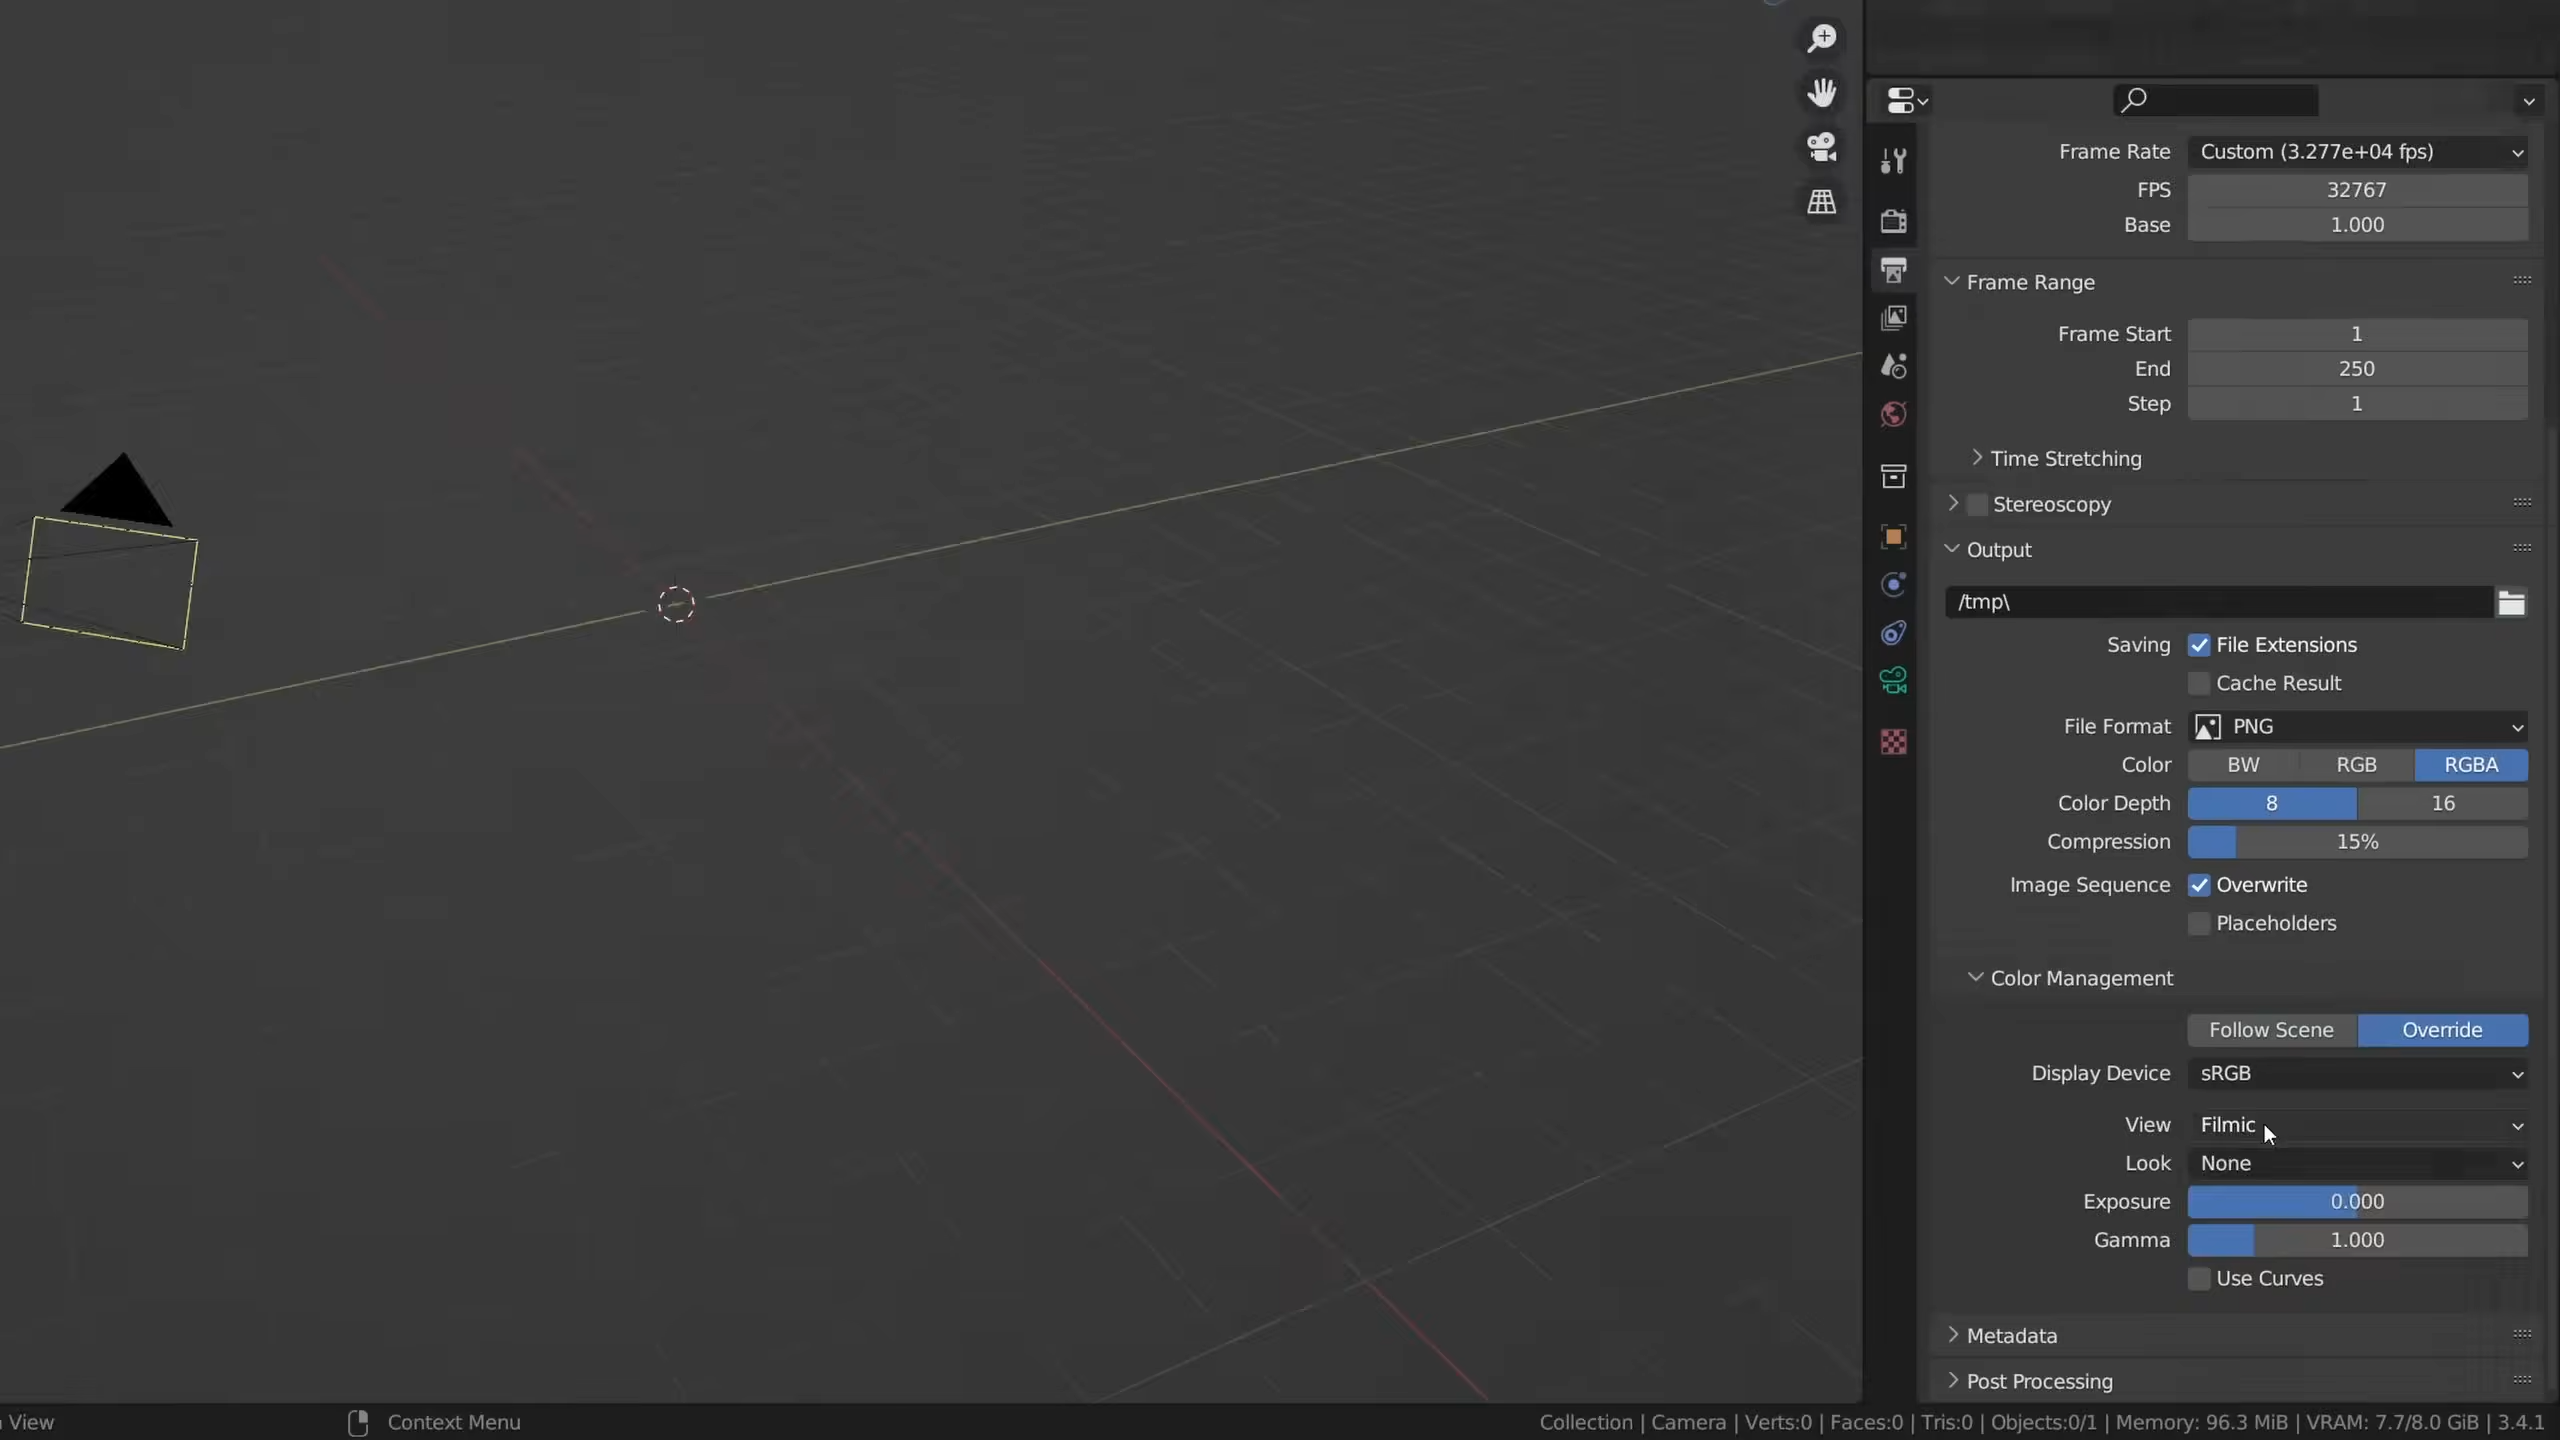 Frame Rate Custom (3.277e+04 fps)
FPS 32767
Base 1.000
Frame Range
Frame Start 1
End 250
Step 1
Time Stretching
Stereoscopy
Output
/tmp\
Saving File Extensions
Cache Result
File Format PNG
Color BW RGB RGBA
Color Depth 8 16
Compression 15%
Image Sequence Overwrite
Placeholders
Color Management
Follow Scene Override
Display Device sRGB
View Filmic
Look None
Exposure 0.000
Gamma 1.000
Use Curves
Metadata
Post Processing
View Context Menu Collection | Camera | Verts:0 | Faces:0 | Tris:0 | Objects:0/1 | Memory: 96.3 MiB | VRAM: 7.7/8.0 GiB | 3.4.1